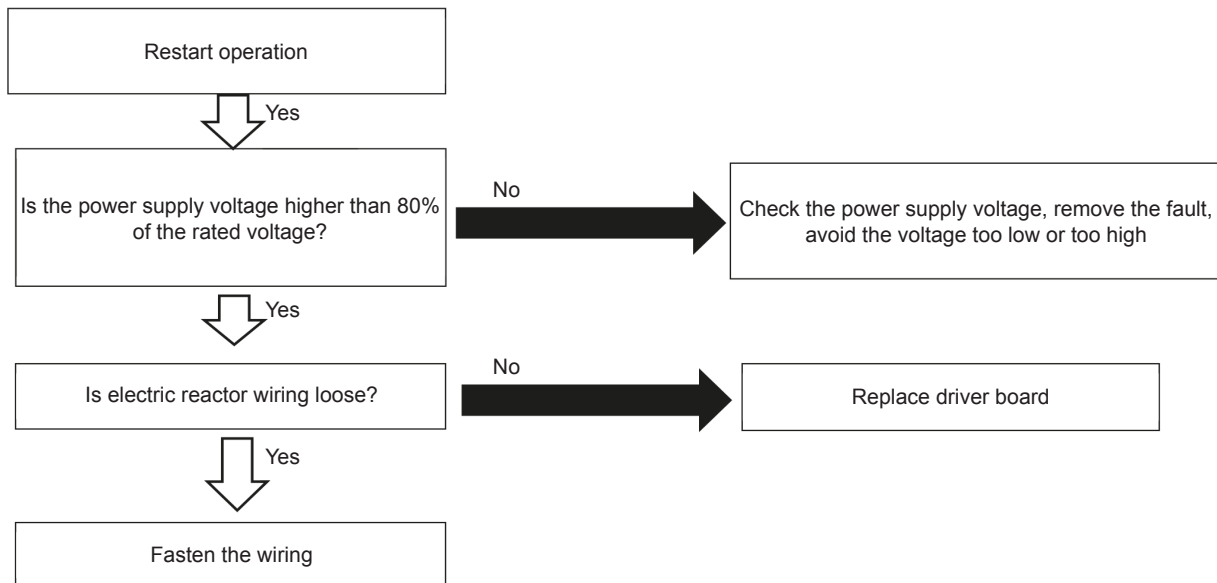 Restart operation
Yes
Is the power supply voltage higher than 80%
of the rated voltage?
No
Check the power supply voltage, remove the fault,
avoid the voltage too low or too high
Yes
Is electric reactor wiring loose?
No
Replace driver board
Yes
Fasten the wiring